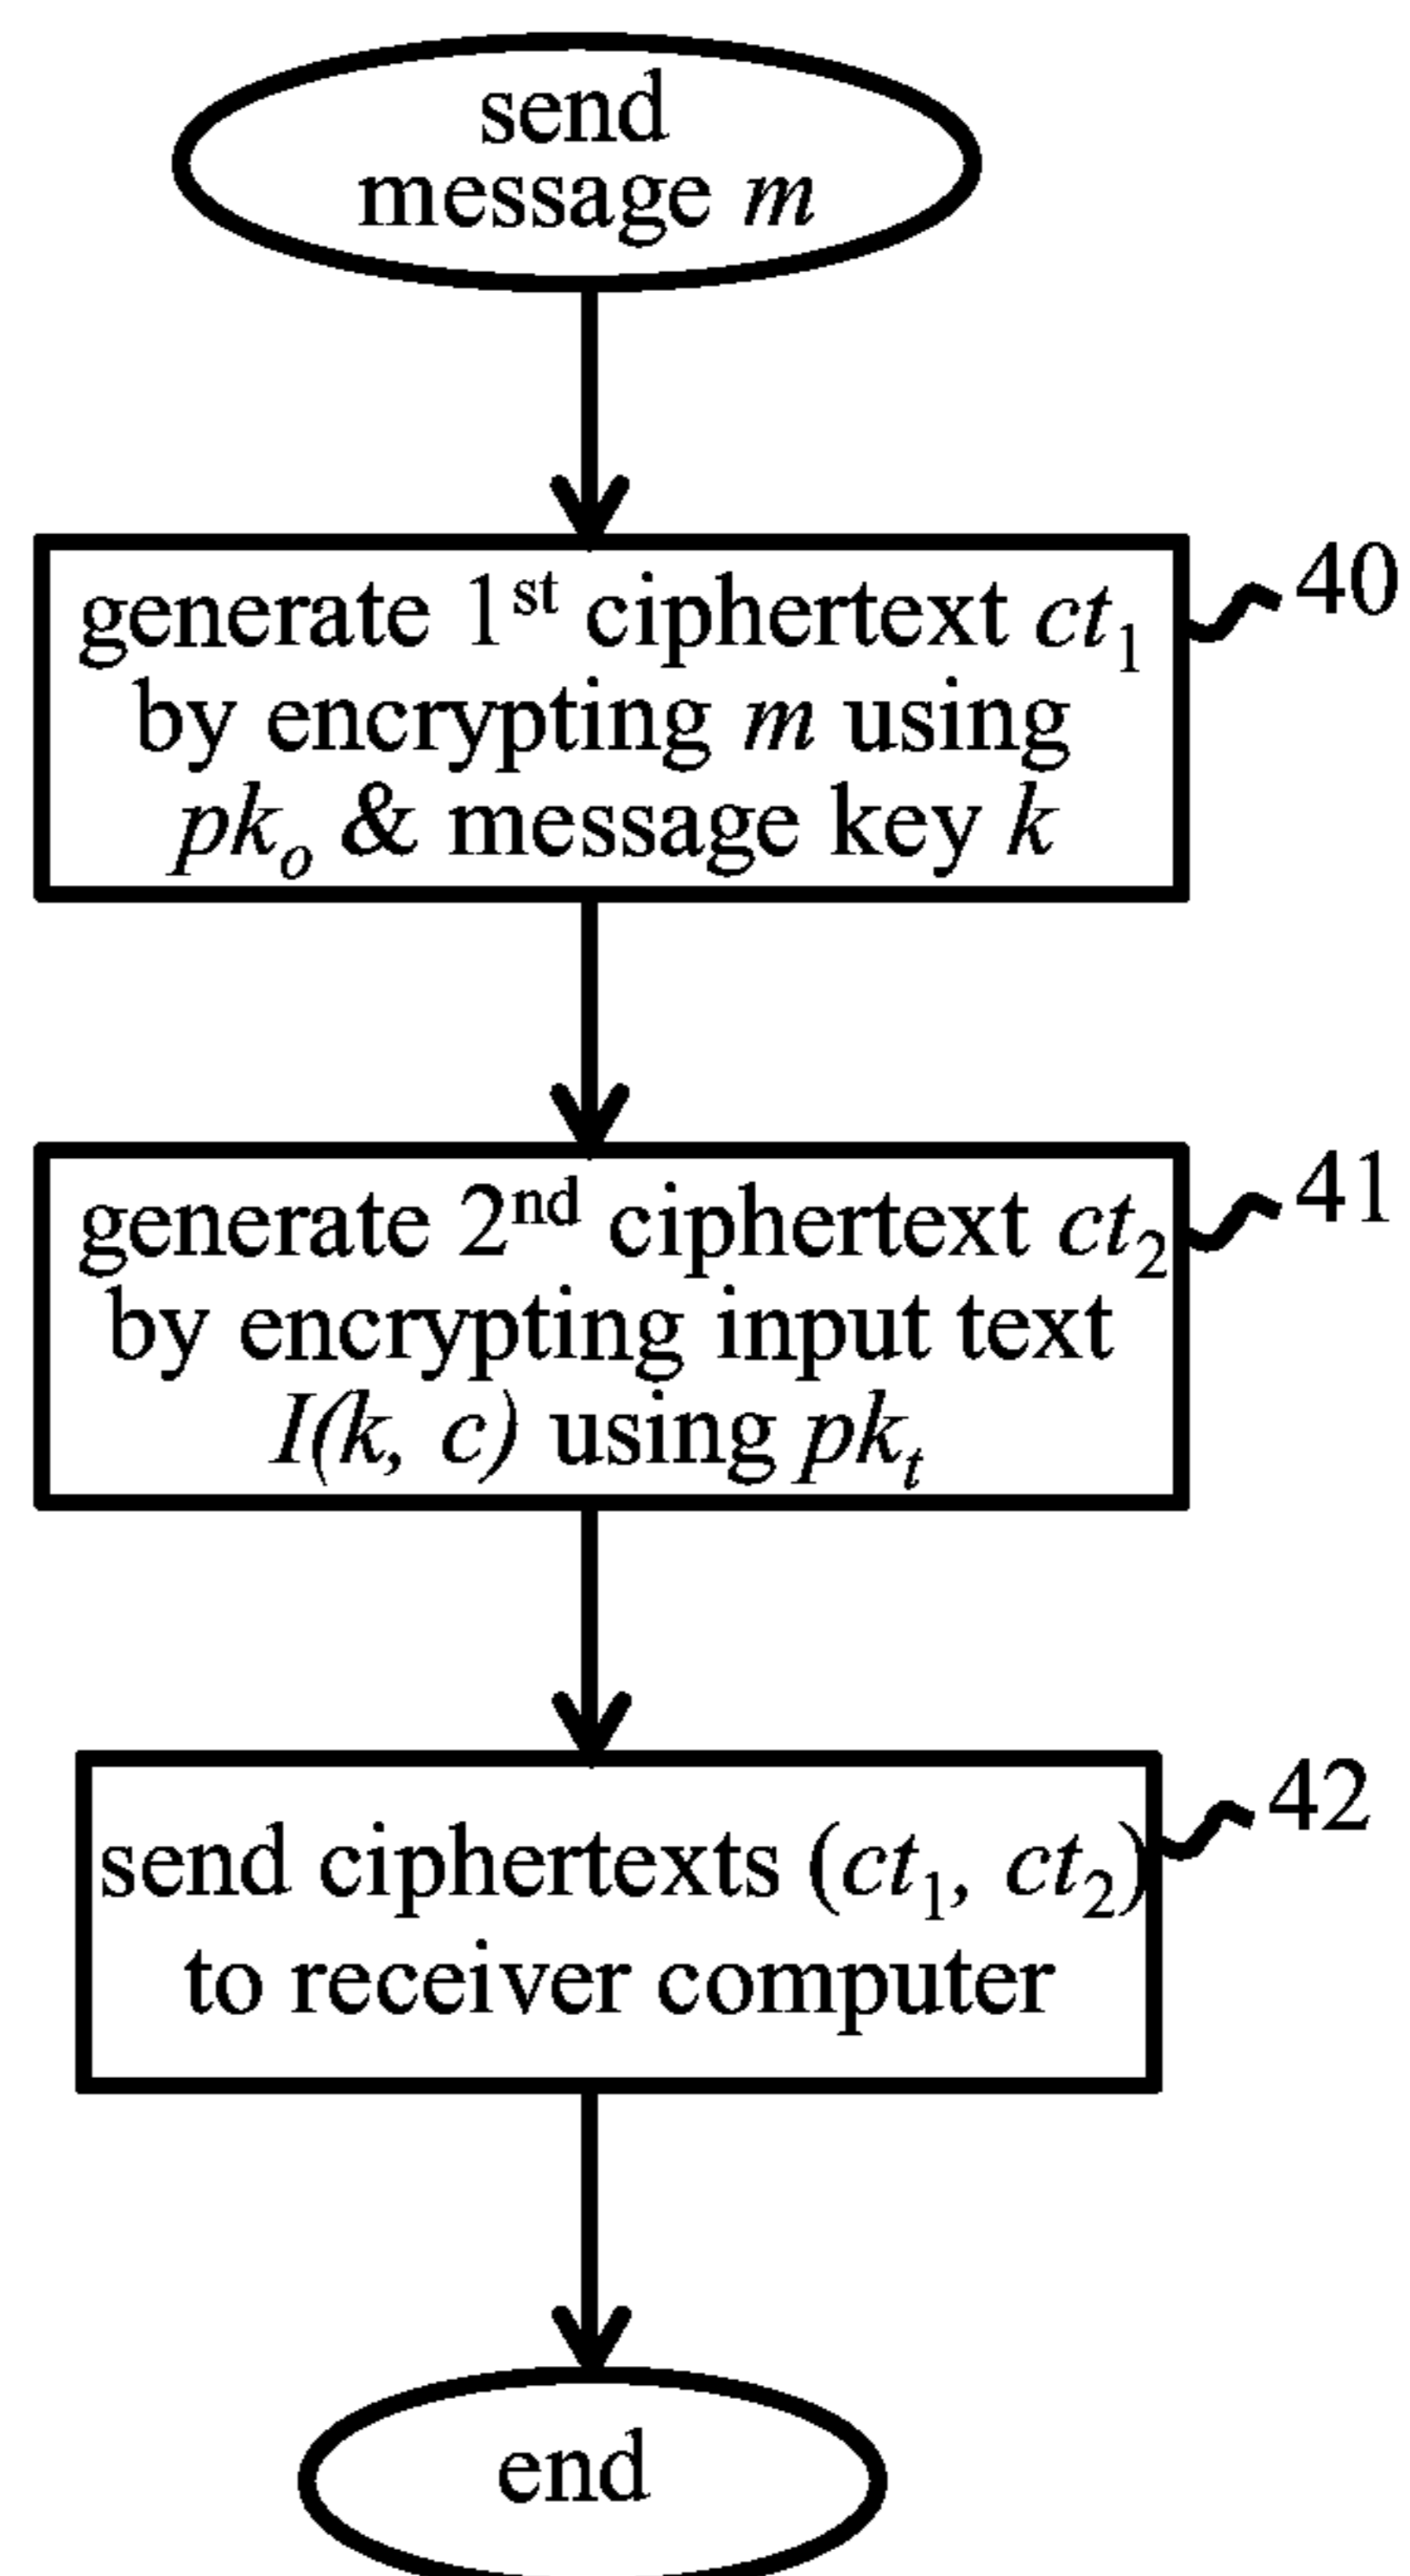 send
message m
generate 1st ciphertext ct1
by encrypting m using
pko & message key k
40
generate 2nd ciphertext ct2
by encrypting input text
I(k, c) using pkt
41
send ciphertexts (ct1, ct2)
to receiver computer
42
end